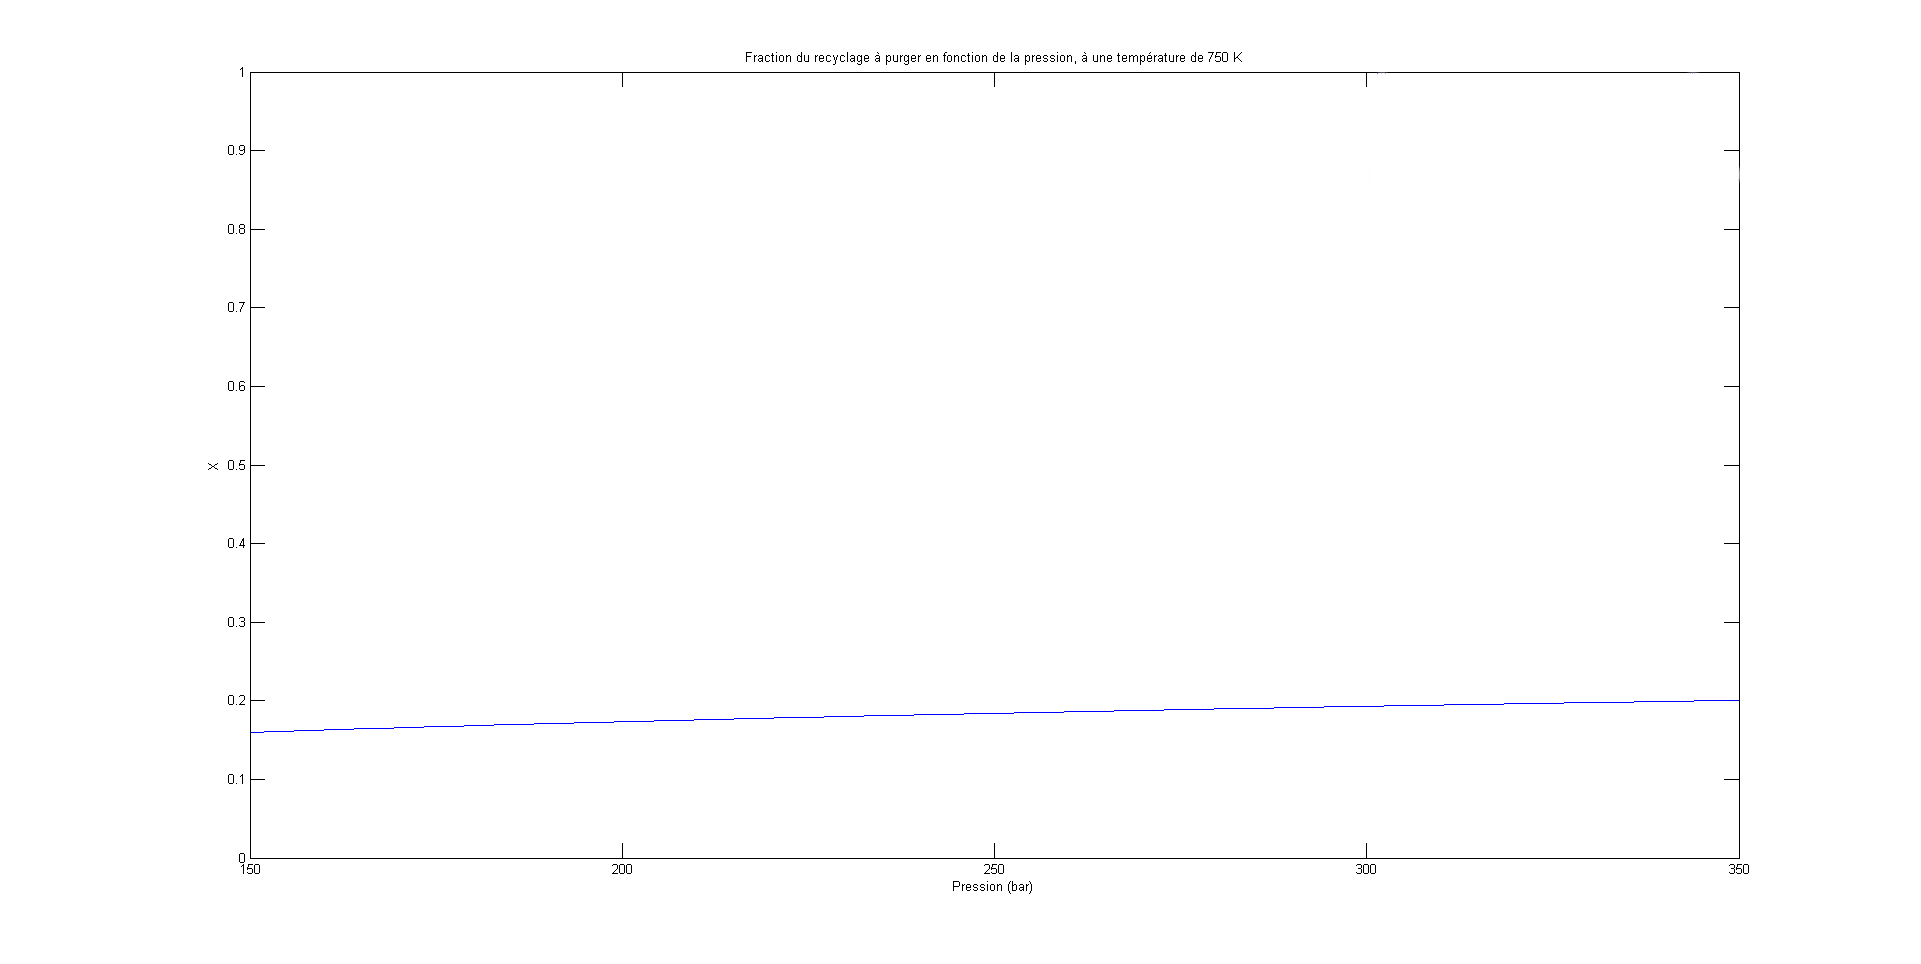 Fraction du recyclage à purger en fonction de la pression, à une température de 750 K
1
0.9
0.8
0.7
0.6
X
0.5
0.4
0.3
0.2
0.1
0
150 200 250 300 350
Pression (bar)